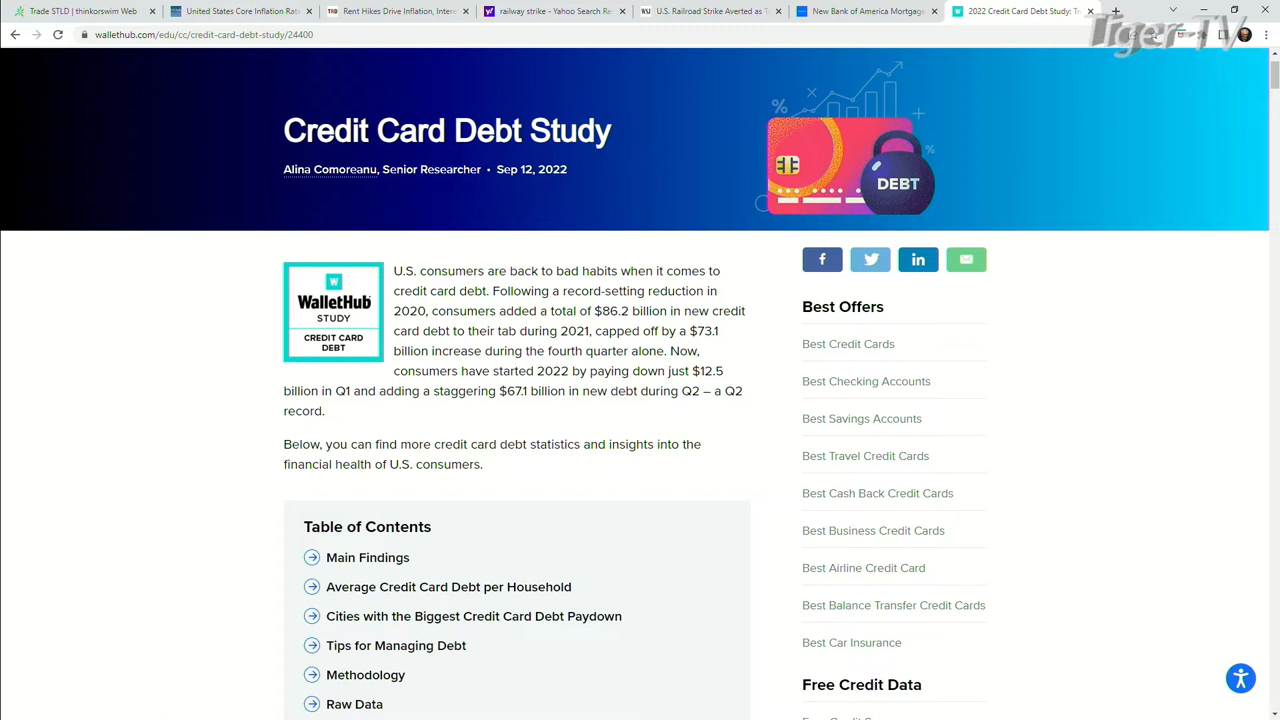 Trade STLD | thinkorswim Web
United States Core Inflation Rat
Rent Hikes Drive Inflation, Intere
railway strike - Yahoo Search Re
U.S. Railroad Strike Averted as T
New Bank of America Mortgage
2022 Credit Card Debt Study: Tr
wallethub.com/edu/cc/credit-card-debt-study/24400
Tiger-TV
Credit Card Debt Study
Alina Comoreanu, Senior Researcher • Sep 12, 2022
DEBT
WalletHub
STUDY
CREDIT CARD
DEBT
U.S. consumers are back to bad habits when it comes to
credit card debt. Following a record-setting reduction in
2020, consumers added a total of $86.2 billion in new credit
card debt to their tab during 2021, capped off by a $73.1
billion increase during the fourth quarter alone. Now,
consumers have started 2022 by paying down just $12.5
billion in Q1 and adding a staggering $67.1 billion in new debt during Q2 – a Q2
record.
Below, you can find more credit card debt statistics and insights into the
financial health of U.S. consumers.
Table of Contents
Main Findings
Average Credit Card Debt per Household
Cities with the Biggest Credit Card Debt Paydown
Tips for Managing Debt
Methodology
Raw Data
Best Offers
Best Credit Cards
Best Checking Accounts
Best Savings Accounts
Best Travel Credit Cards
Best Cash Back Credit Cards
Best Business Credit Cards
Best Airline Credit Card
Best Balance Transfer Credit Cards
Best Car Insurance
Free Credit Data